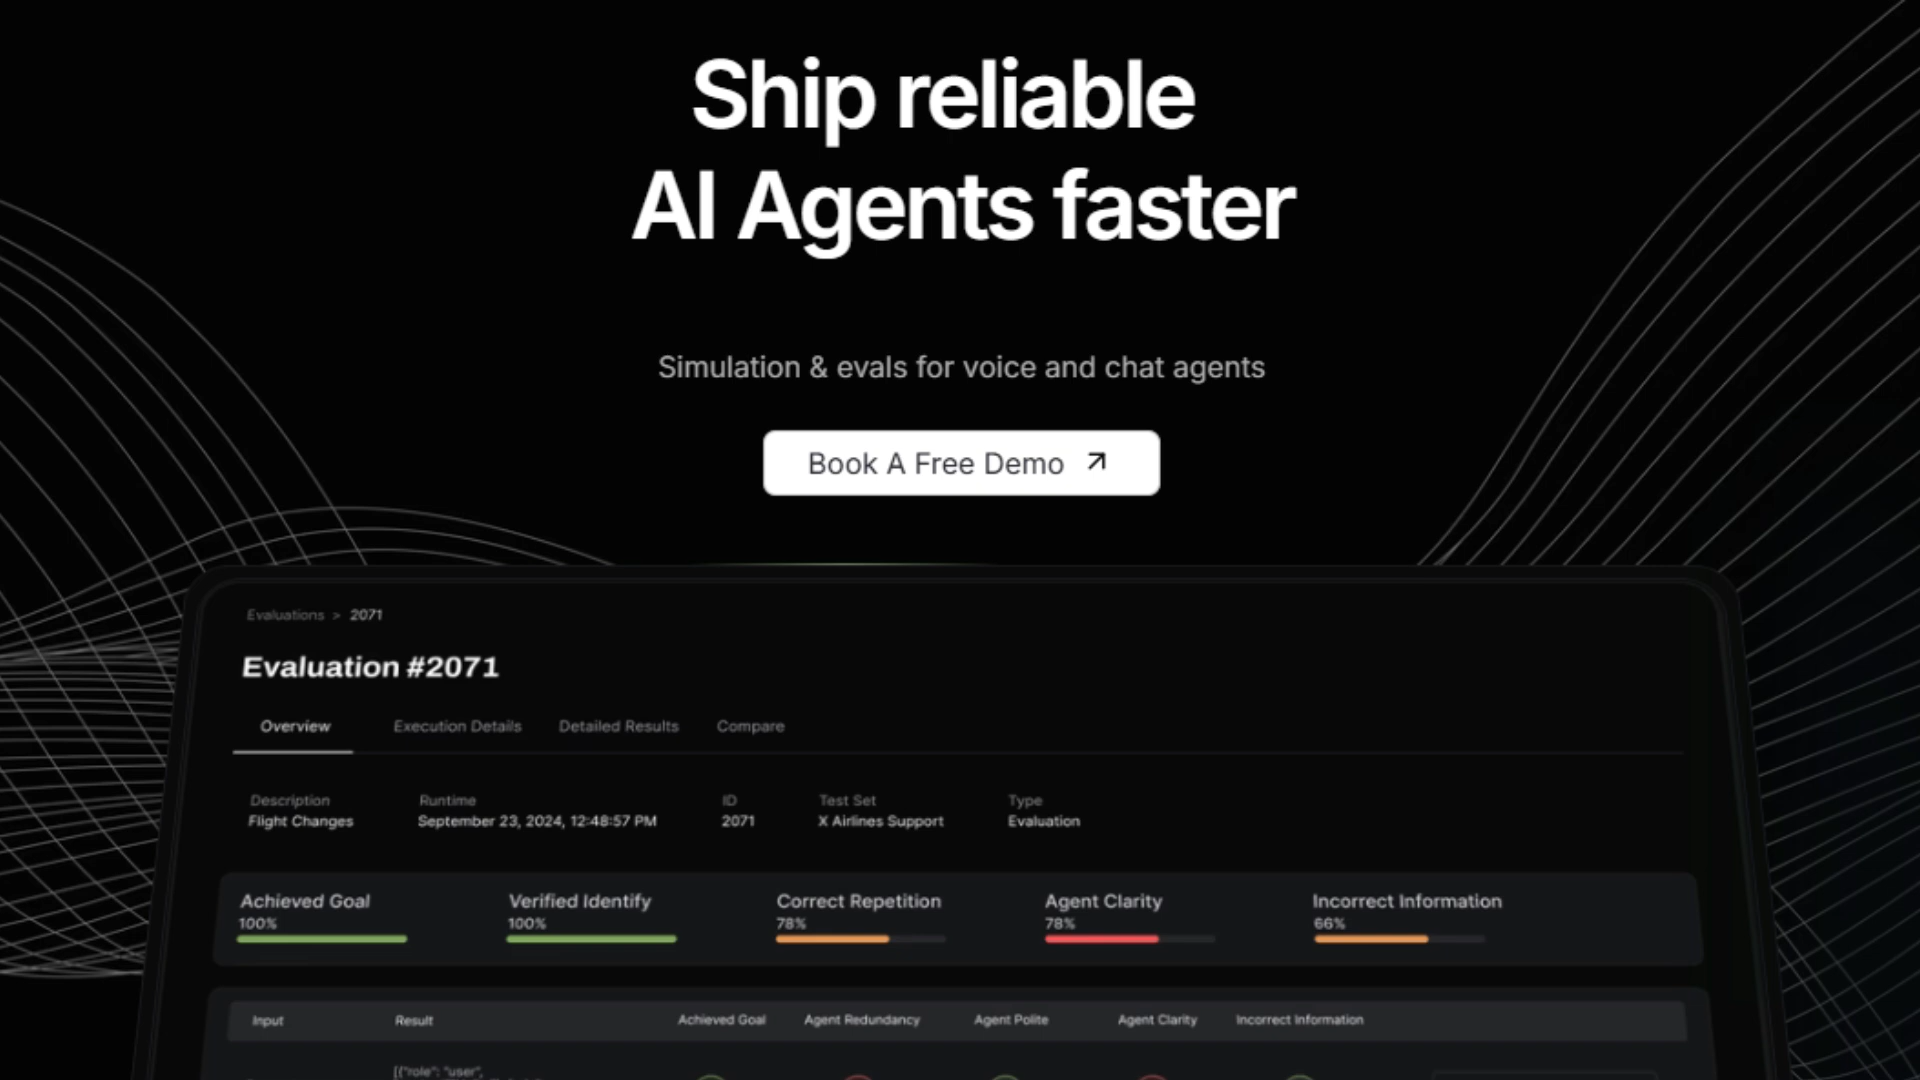 Ship reliable
AI Agents faster
Simulation & evals for voice and chat agents
Book A Free Demo
Evaluations > 2071
Evaluation #2071
Overview Execution Details Detailed Results Compare
Description Runtime ID Test Set Type
Flight Changes September 23, 2024, 12:48:57 PM 2071 X Airlines Support Evaluation
Achieved Goal Verified Identify Correct Repetition Agent Clarity Incorrect Information
100% 100% 78% 78% 66%
Input Result Achieved Goal Agent Redundancy Agent Polite Agent Clarity Incorrect Information
[{"role": "user",